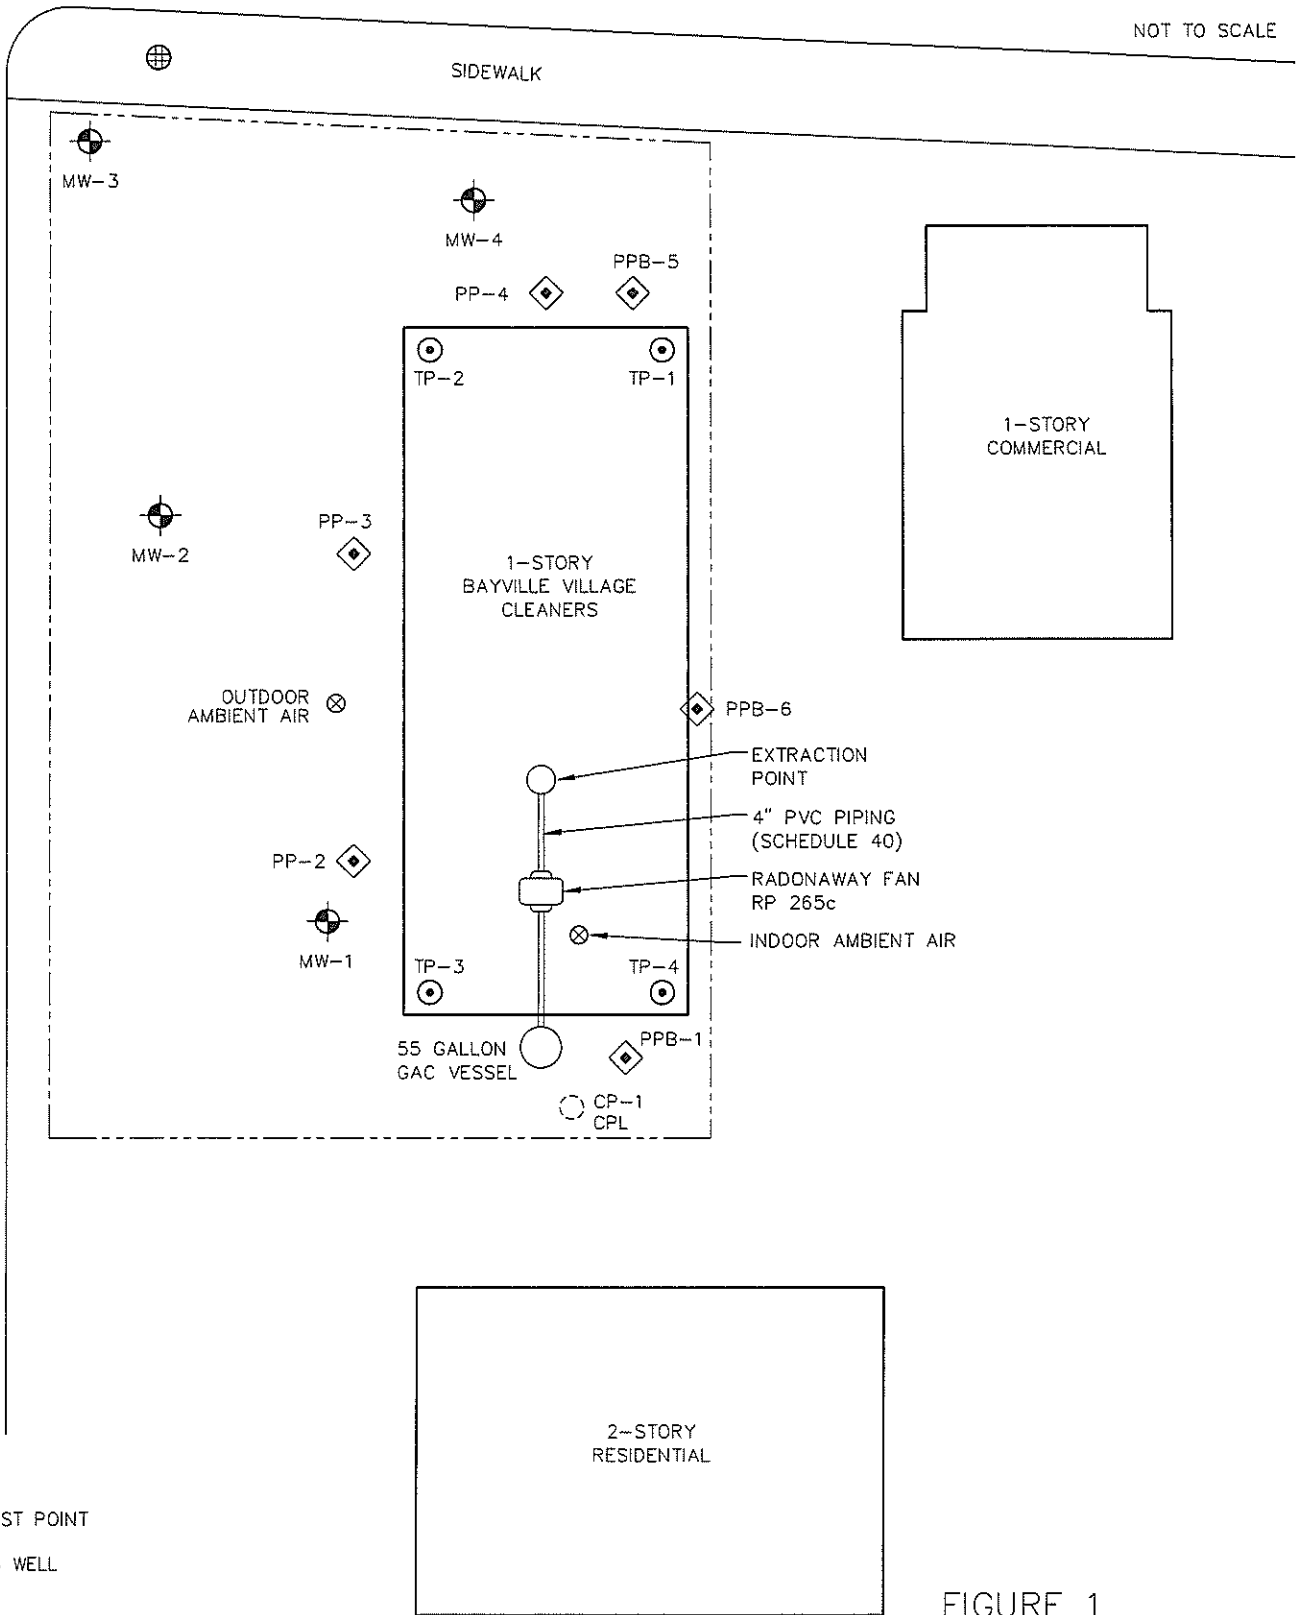 NOT TO SCALE
SIDEWALK
MW-3
MW-4
PPB-5
PP-4
TP-2
TP-1
1-STORY
COMMERCIAL
PP-3
MW-2
1-STORY
BAYVILLE VILLAGE
CLEANERS
OUTDOOR
AMBIENT AIR
PPB-6
EXTRACTION
POINT
4" PVC PIPING
(SCHEDULE 40)
PP-2
RADONAWAY FAN
RP 265c
INDOOR AMBIENT AIR
MW-1
TP-3
TP-4
55 GALLON
GAC VESSEL
PPB-1
CP-1
CPL
2-STORY
RESIDENTIAL
ST POINT
WELL
FIGURE 1